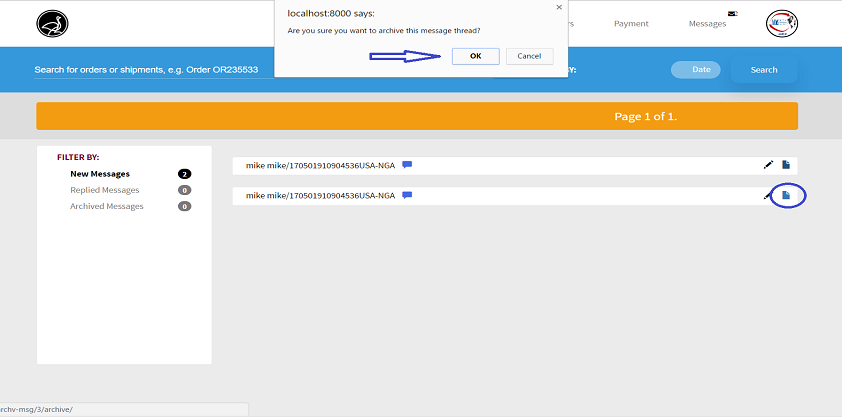 localhost:8000 says:
Are you sure you want to archive this message thread?
OK
Cancel
rs
Payment
Messages
Search for orders or shipments, e.g. Order OR235533
Y:
Date
Search
Page 1 of 1.
FILTER BY:
New Messages 2
Replied Messages 0
Archived Messages 0
mike mike/170501910904536USA-NGA
mike mike/170501910904536USA-NGA
archv-msg/3/archive/